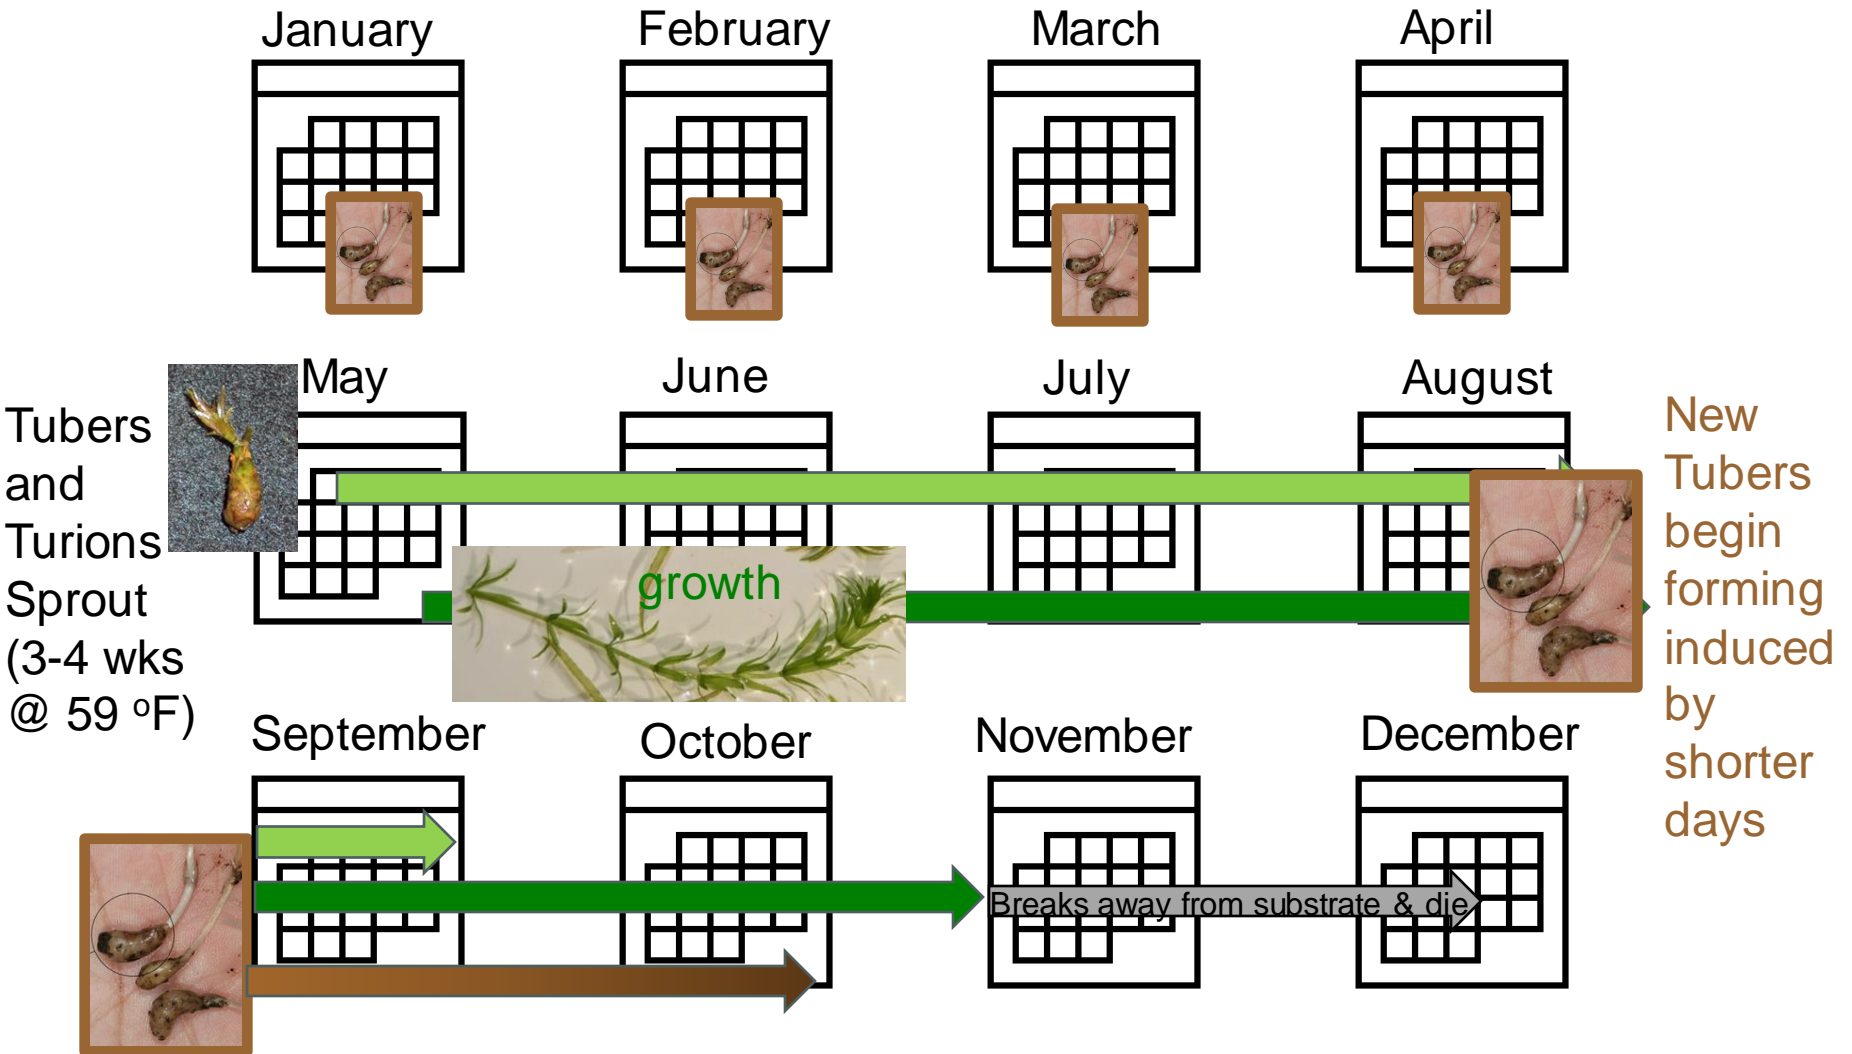 January
February
March
April
May
June
July
August
Tubers
and
Turions
Sprout
(3-4 wks
@ 59 ºF)
growth
New
Tubers
begin
forming
induced
by
shorter
days
September
October
November
December
Breaks away from substrate & die